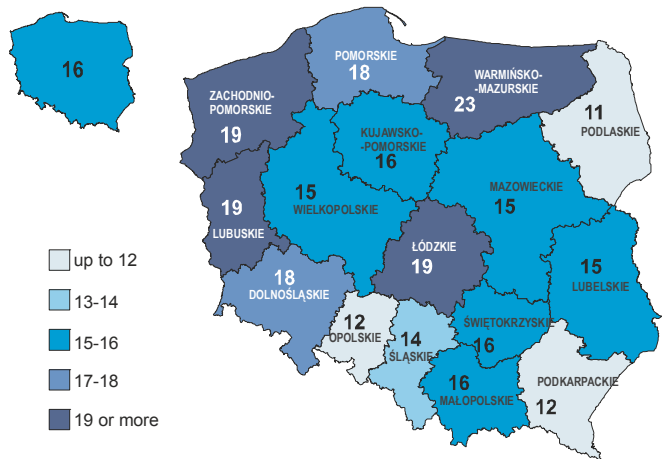 16
POMORSKIE
18
WARMIŃSKO-
MAZURSKIE
23
ZACHODNIO-
POMORSKIE
19
11
PODLASKIE
KUJAWSKO-
-POMORSKIE
16
15
WIELKOPOLSKIE
MAZOWIECKIE
15
19
LUBUSKIE
ŁÓDZKIE
19
15
LUBELSKIE
18
DOLNOŚLĄSKIE
12
OPOLSKIE
14
ŚLĄSKIE
ŚWIĘTOKRZYSKIE
16
16
MAŁOPOLSKIE
PODKARPACKIE
12
up to 12
13-14
15-16
17-18
19 or more